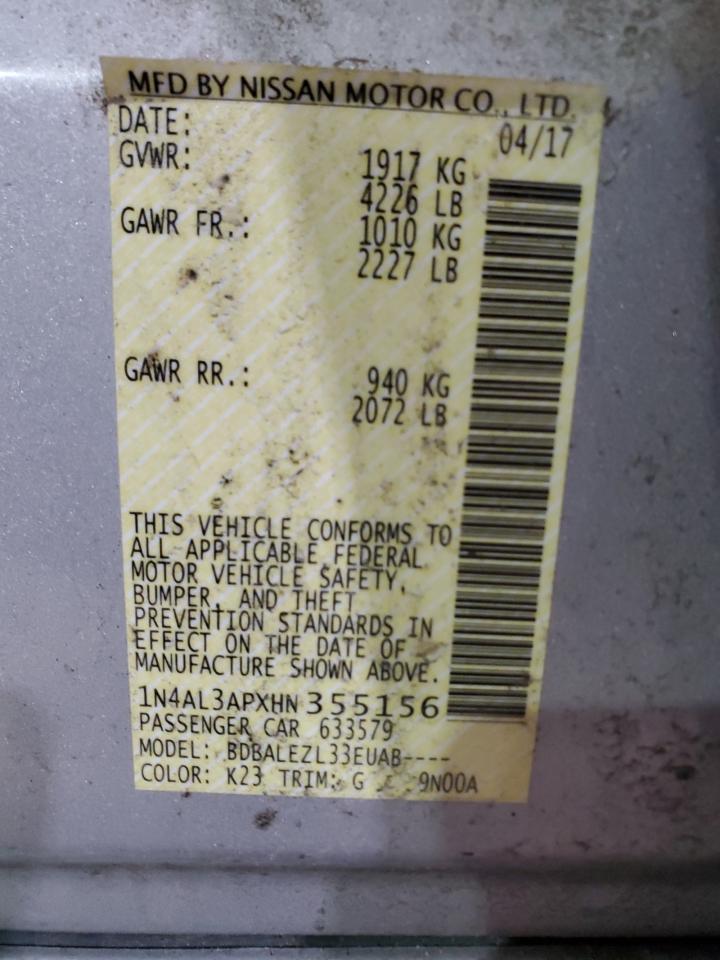 MFD BY NISSAN MOTOR CO., LTD.
DATE: 04/17
GVWR: 1917 KG
4226 LB
GAWR FR.: 1010 KG
2227 LB
GAWR RR.: 940 KG
2072 LB
THIS VEHICLE CONFORMS TO
ALL APPLICABLE FEDERAL
MOTOR VEHICLE SAFETY,
BUMPER, AND THEFT
PREVENTION STANDARDS IN
EFFECT ON THE DATE OF
MANUFACTURE SHOWN ABOVE.
1N4AL3APXHN355156
PASSENGER CAR 633579
MODEL: BDBALEZL33EUAB----
COLOR: K23 TRIM: G 9N00A